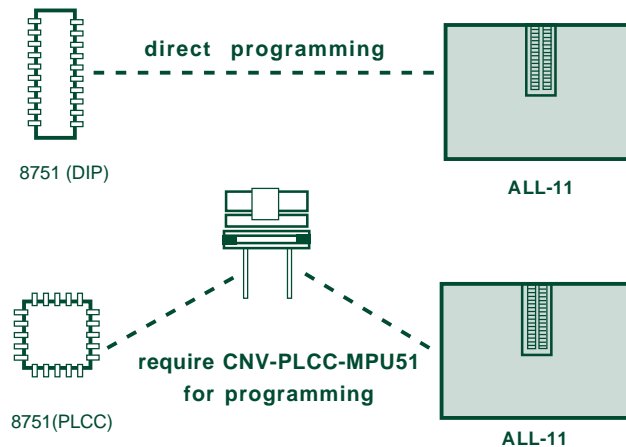 direct programming
8751 (DIP)
ALL-11
require CNV-PLCC-MPU51
for programming
8751(PLCC)
ALL-11